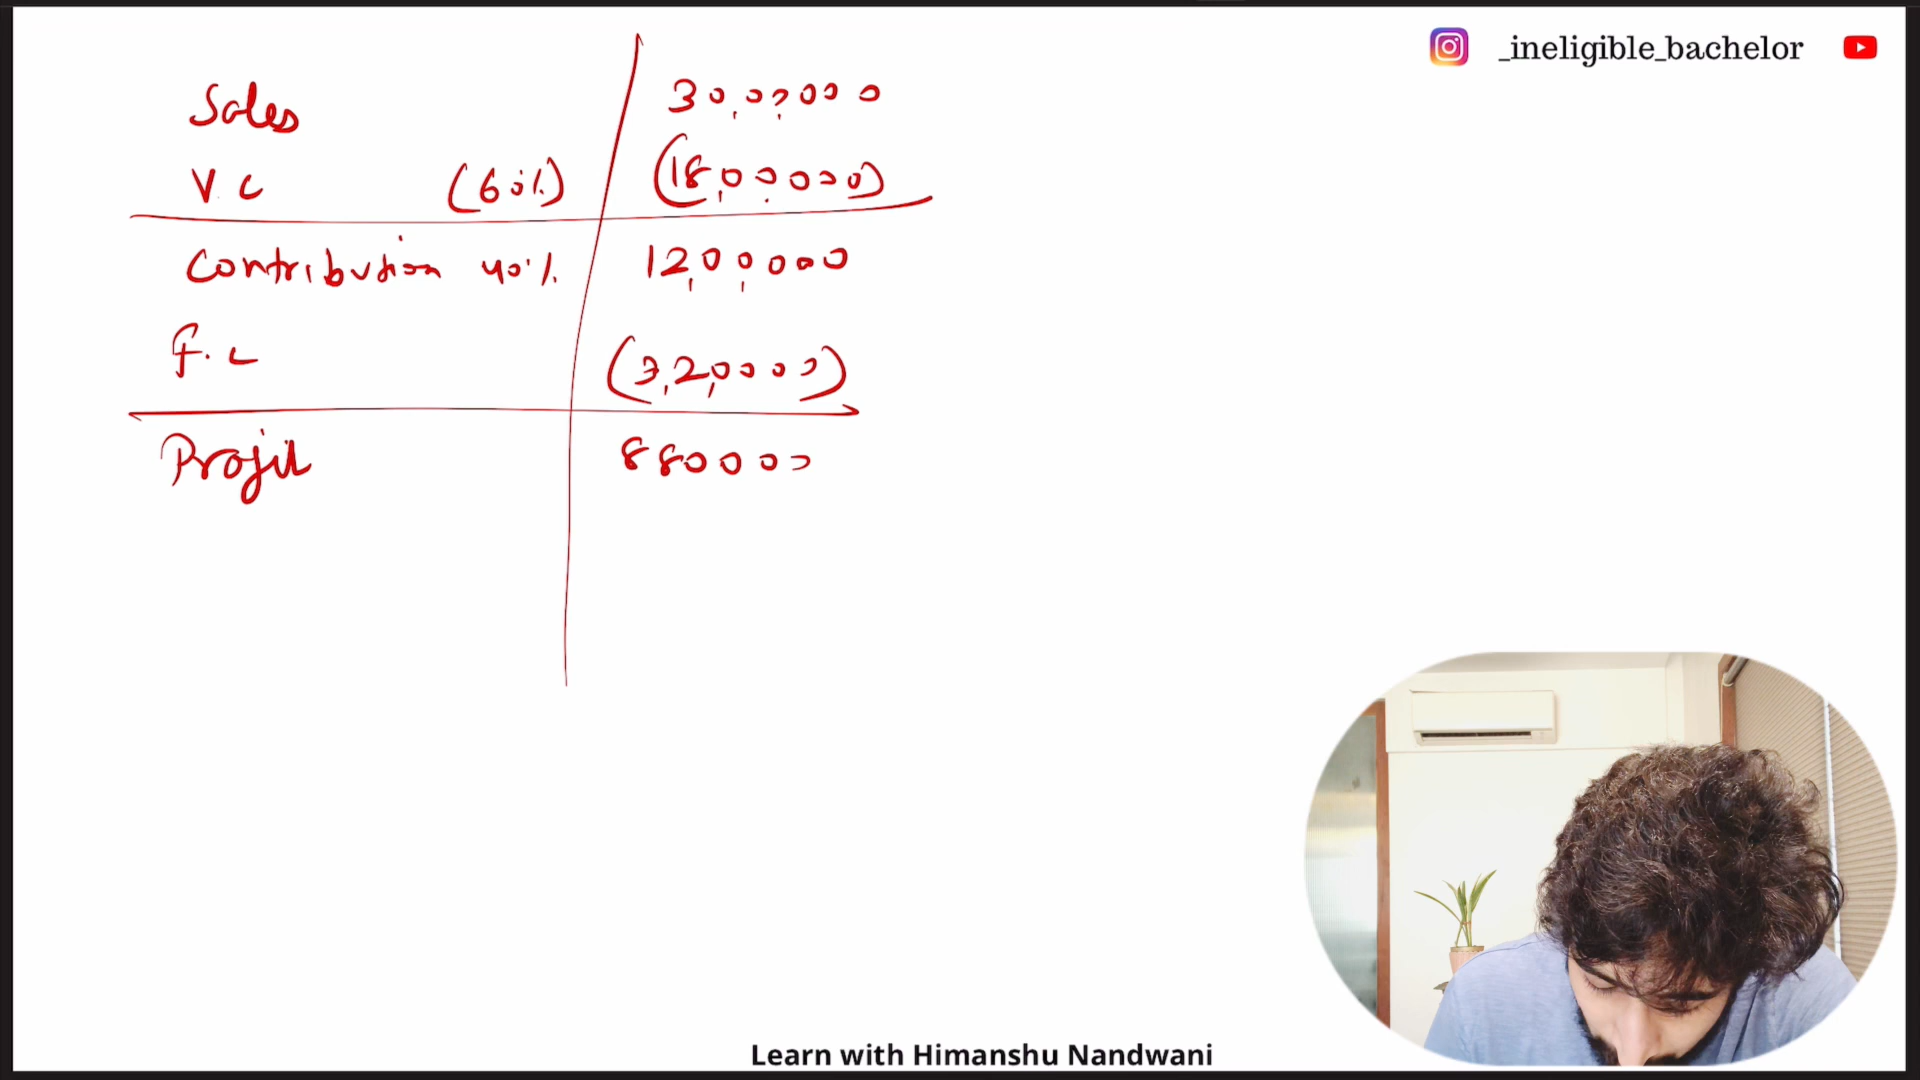 _ineligible_bachelor
Sales 30,00,000
V.C (60%) (18,00,000)
Contribution 40% 12,00,000
F.C (3,20,000)
Profit 880000
Learn with Himanshu Nandwani